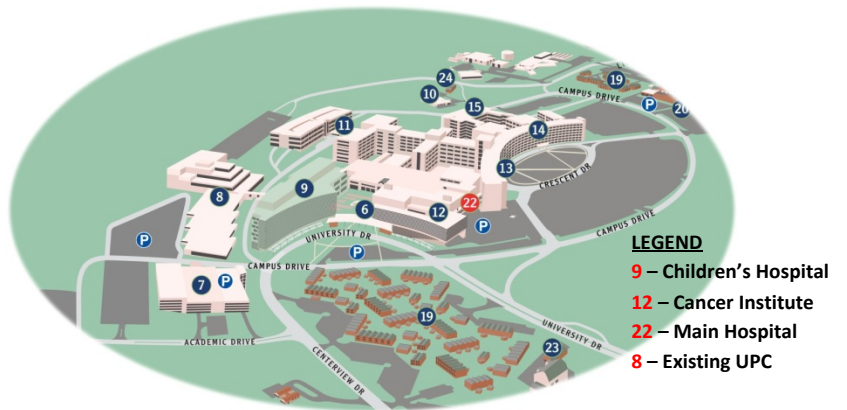 24
19
10
CAMPUS DRIVE
P
20
15
11
14
13
CRESCENT DR
9
8
22
6
12
P
P
UNIVERSITY DR
CAMPUS DRIVE
P
CAMPUS DRIVE
7
P
19
UNIVERSITY DR
ACADEMIC DRIVE
23
CENTERVIEW DR
LEGEND
9 – Children's Hospital
12 – Cancer Institute
22 – Main Hospital
8 – Existing UPC